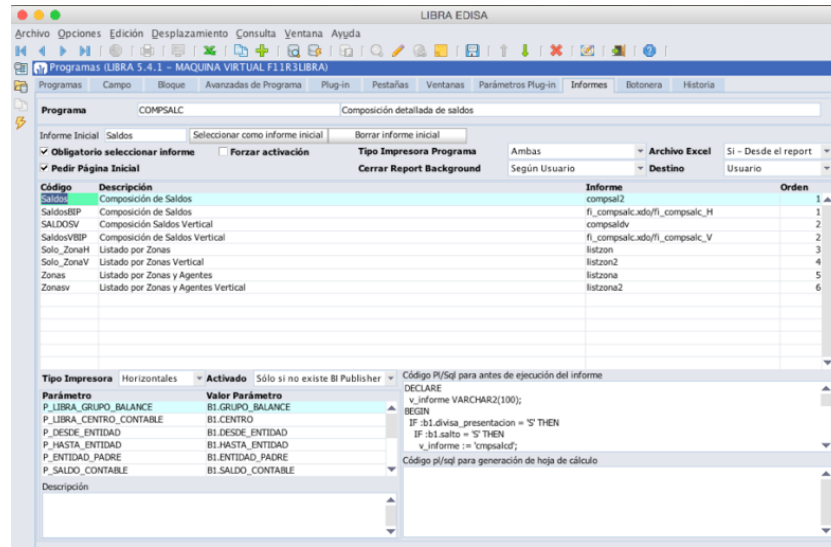 LIBRA EDISA
Archivo Opciones Edición Desplazamiento Consulta Ventana Ayuda
Programas (LIBRA 5.4.1 - MAQUINA VIRTUAL F11R3LIBRA)
Programas Campo Bloque Avanzadas de Programa Plug-in Pestañas Ventanas Parámetros Plug-in Informes Botonera Historia
Programa COMPSALC Composición detallada de saldos
Informe Inicial Saldos Seleccionar como informe inicial Borrar informe inicial
Obligatorio seleccionar informe Forzar activación Tipo Impresora Programa Ambas Archivo Excel Si - Desde el report
Pedir Página Inicial Cerrar Report Background Según Usuario Destino Usuario
Código Descripción Informe Orden
Saldos Composición de Saldos compsal2 1
SaldosBIP Composición de Saldos fi_compsalc.xdo/fi_compsalc_H 1
SALDOSV Composición Saldos Vertical compsaldv 2
SaldosVBIP Composición de Saldos Vertical fi_compsalc.xdo/fi_compsalc_V 2
Solo_ZonaH Listado por Zonas listzon 3
Solo_ZonaV Listado por Zonas Vertical listzon2 4
Zonas Listado por Zonas y Agentes listzona 5
Zonasv Listado por Zonas y Agentes Vertical listzona2 6
Tipo Impresora Horizontales Activado Sólo si no existe BI Publisher
Parámetro Valor Parámetro
P_LIBRA_GRUPO_BALANCE B1.GRUPO_BALANCE
P_LIBRA_CENTRO_CONTABLE B1.CENTRO
P_DESDE_ENTIDAD B1.DESDE_ENTIDAD
P_HASTA_ENTIDAD B1.HASTA_ENTIDAD
P_ENTIDAD_PADRE B1.ENTIDAD_PADRE
P_SALDO_CONTABLE B1.SALDO_CONTABLE
Descripción
Código Pl/Sql para antes de ejecución del informe
DECLARE
v_informe VARCHAR2(100);
BEGIN
IF :b1.divisa_presentacion = 'S' THEN
IF :b1.salto = 'S' THEN
v_informe := 'cmpsalcd';
Código pl/sql para generación de hoja de cálculo